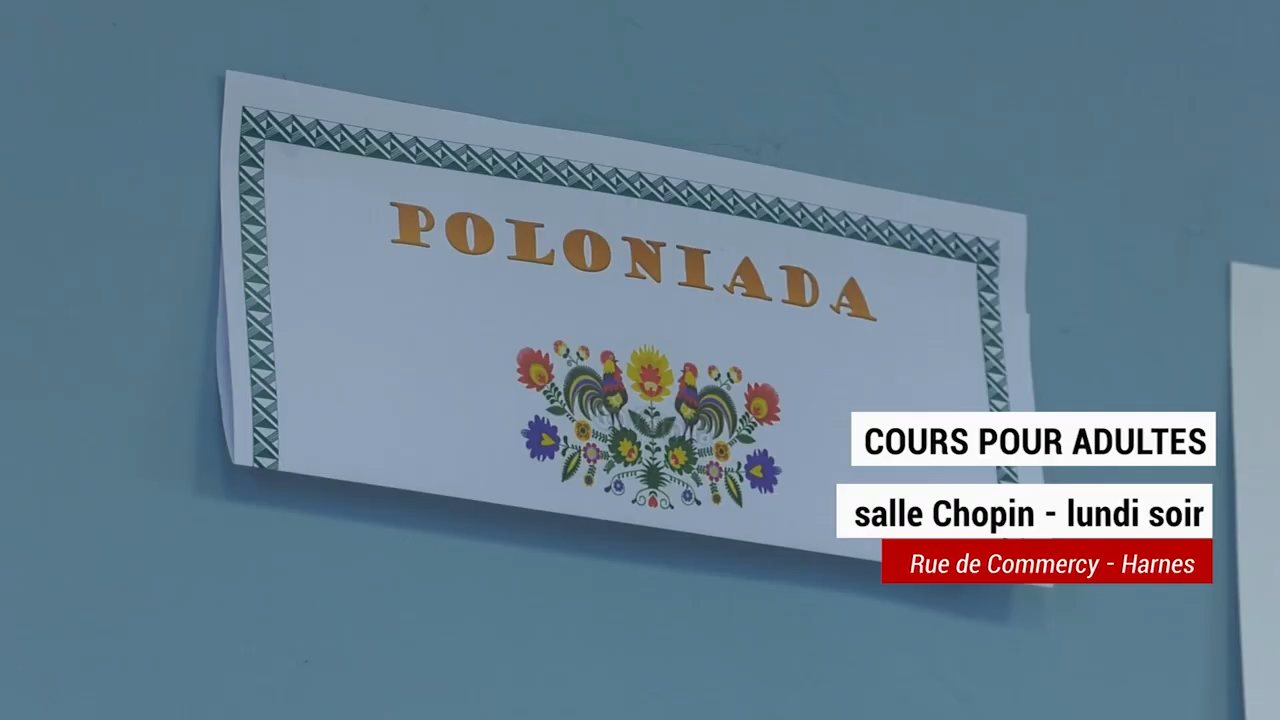 POLONIADA
COURS POUR ADULTES
salle Chopin - lundi soir
Rue de Commercy - Harnes